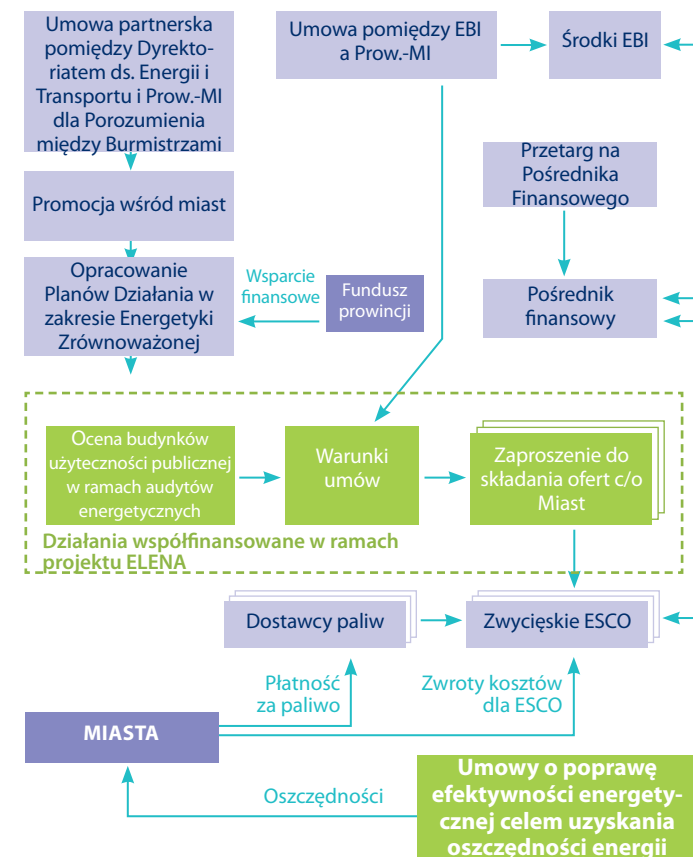 Umowa partnerska
pomiędzy Dyrekto-
riatem ds. Energii i
Transportu i Prow.-MI
dla Porozumienia
między Burmistrzami
Umowa pomiędzy EBI
a Prow.-MI
Środki EBI
Przetarg na
Pośrednika
Finansowego
Promocja wśród miast
Opracowanie
Planów Działania w
zakresie Energetyki
Zrównoważonej
Wsparcie
finansowe
Fundusz
prowincji
Pośrednik
finansowy
Ocena budynków
użyteczności publicznej
w ramach audytów
energetycznych
Warunki
umów
Zaproszenie do
składania ofert c/o
Miast
Działania współfinansowane w ramach
projektu ELENA
Dostawcy paliw
Zwycięskie ESCO
Płatność
za paliwo
Zwroty kosztów
dla ESCO
MIASTA
Oszczędności
Umowy o poprawę
efektywności energety-
cznej celem uzyskania
oszczędności energii